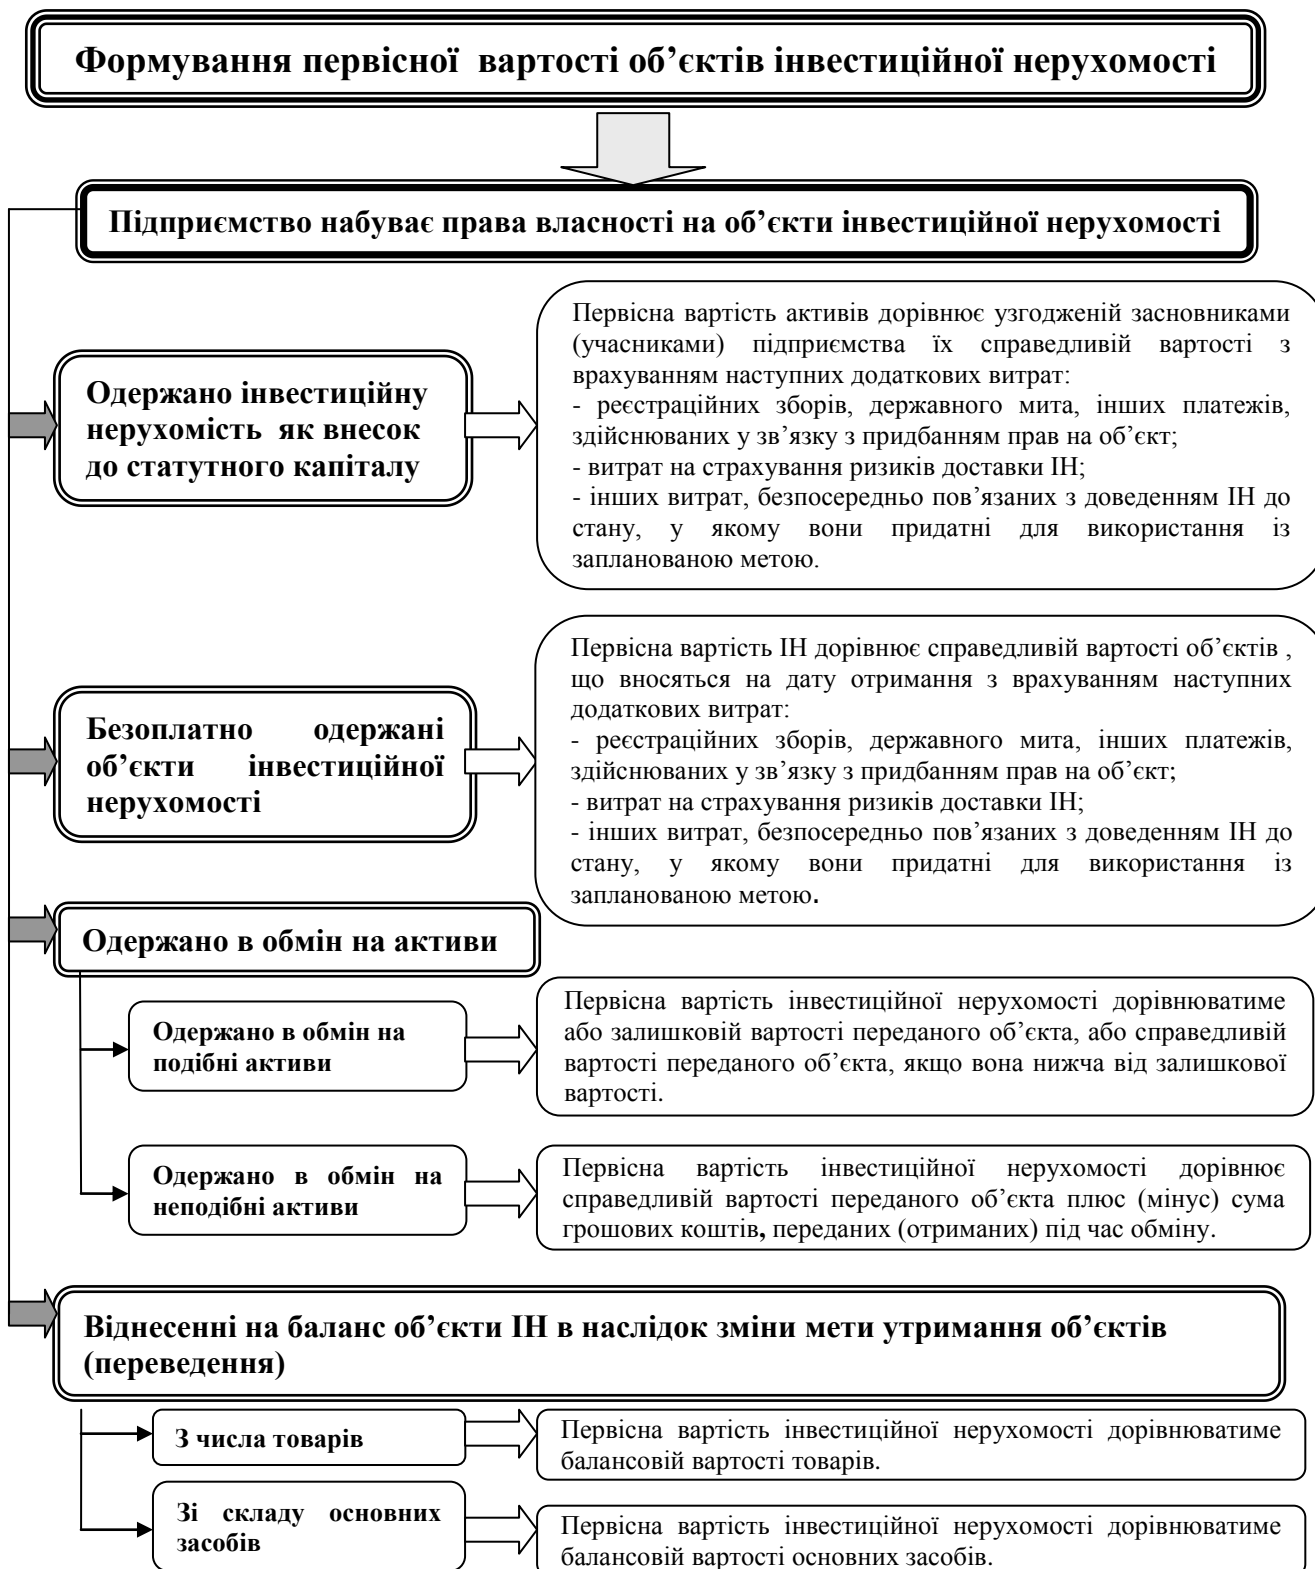 Формування первісної вартості об’єктів інвестиційної нерухомості
Підприємство набуває права власності на об’єкти інвестиційної нерухомості
Одержано інвестиційну
нерухомість як внесок
до статутного капіталу
Первісна вартість активів дорівнює узгодженій засновниками
(учасниками) підприємства їх справедливій вартості з
врахуванням наступних додаткових витрат:
- реєстраційних зборів, державного мита, інших платежів,
здійснюваних у зв’язку з придбанням прав на об’єкт;
- витрат на страхування ризиків доставки ІН;
- інших витрат, безпосередньо пов’язаних з доведенням ІН до
стану, у якому вони придатні для використання із
запланованою метою.
Безоплатно одержані
об’єкти інвестиційної
нерухомості
Первісна вартість ІН дорівнює справедливій вартості об’єктів ,
що вносяться на дату отримання з врахуванням наступних
додаткових витрат:
- реєстраційних зборів, державного мита, інших платежів,
здійснюваних у зв’язку з придбанням прав на об’єкт;
- витрат на страхування ризиків доставки ІН;
- інших витрат, безпосередньо пов’язаних з доведенням ІН до
стану, у якому вони придатні для використання із
запланованою метою.
Одержано в обмін на активи
Одержано в обмін на
подібні активи
Первісна вартість інвестиційної нерухомості дорівнюватиме
або залишковій вартості переданого об’єкта, або справедливій
вартості переданого об’єкта, якщо вона нижча від залишкової
вартості.
Одержано в обмін на
неподібні активи
Первісна вартість інвестиційної нерухомості дорівнює
справедливій вартості переданого об’єкта плюс (мінус) сума
грошових коштів, переданих (отриманих) під час обміну.
Віднесенні на баланс об’єкти ІН в наслідок зміни мети утримання об’єктів
(переведення)
З числа товарів
Первісна вартість інвестиційної нерухомості дорівнюватиме
балансовій вартості товарів.
Зі складу основних
засобів
Первісна вартість інвестиційної нерухомості дорівнюватиме
балансовій вартості основних засобів.